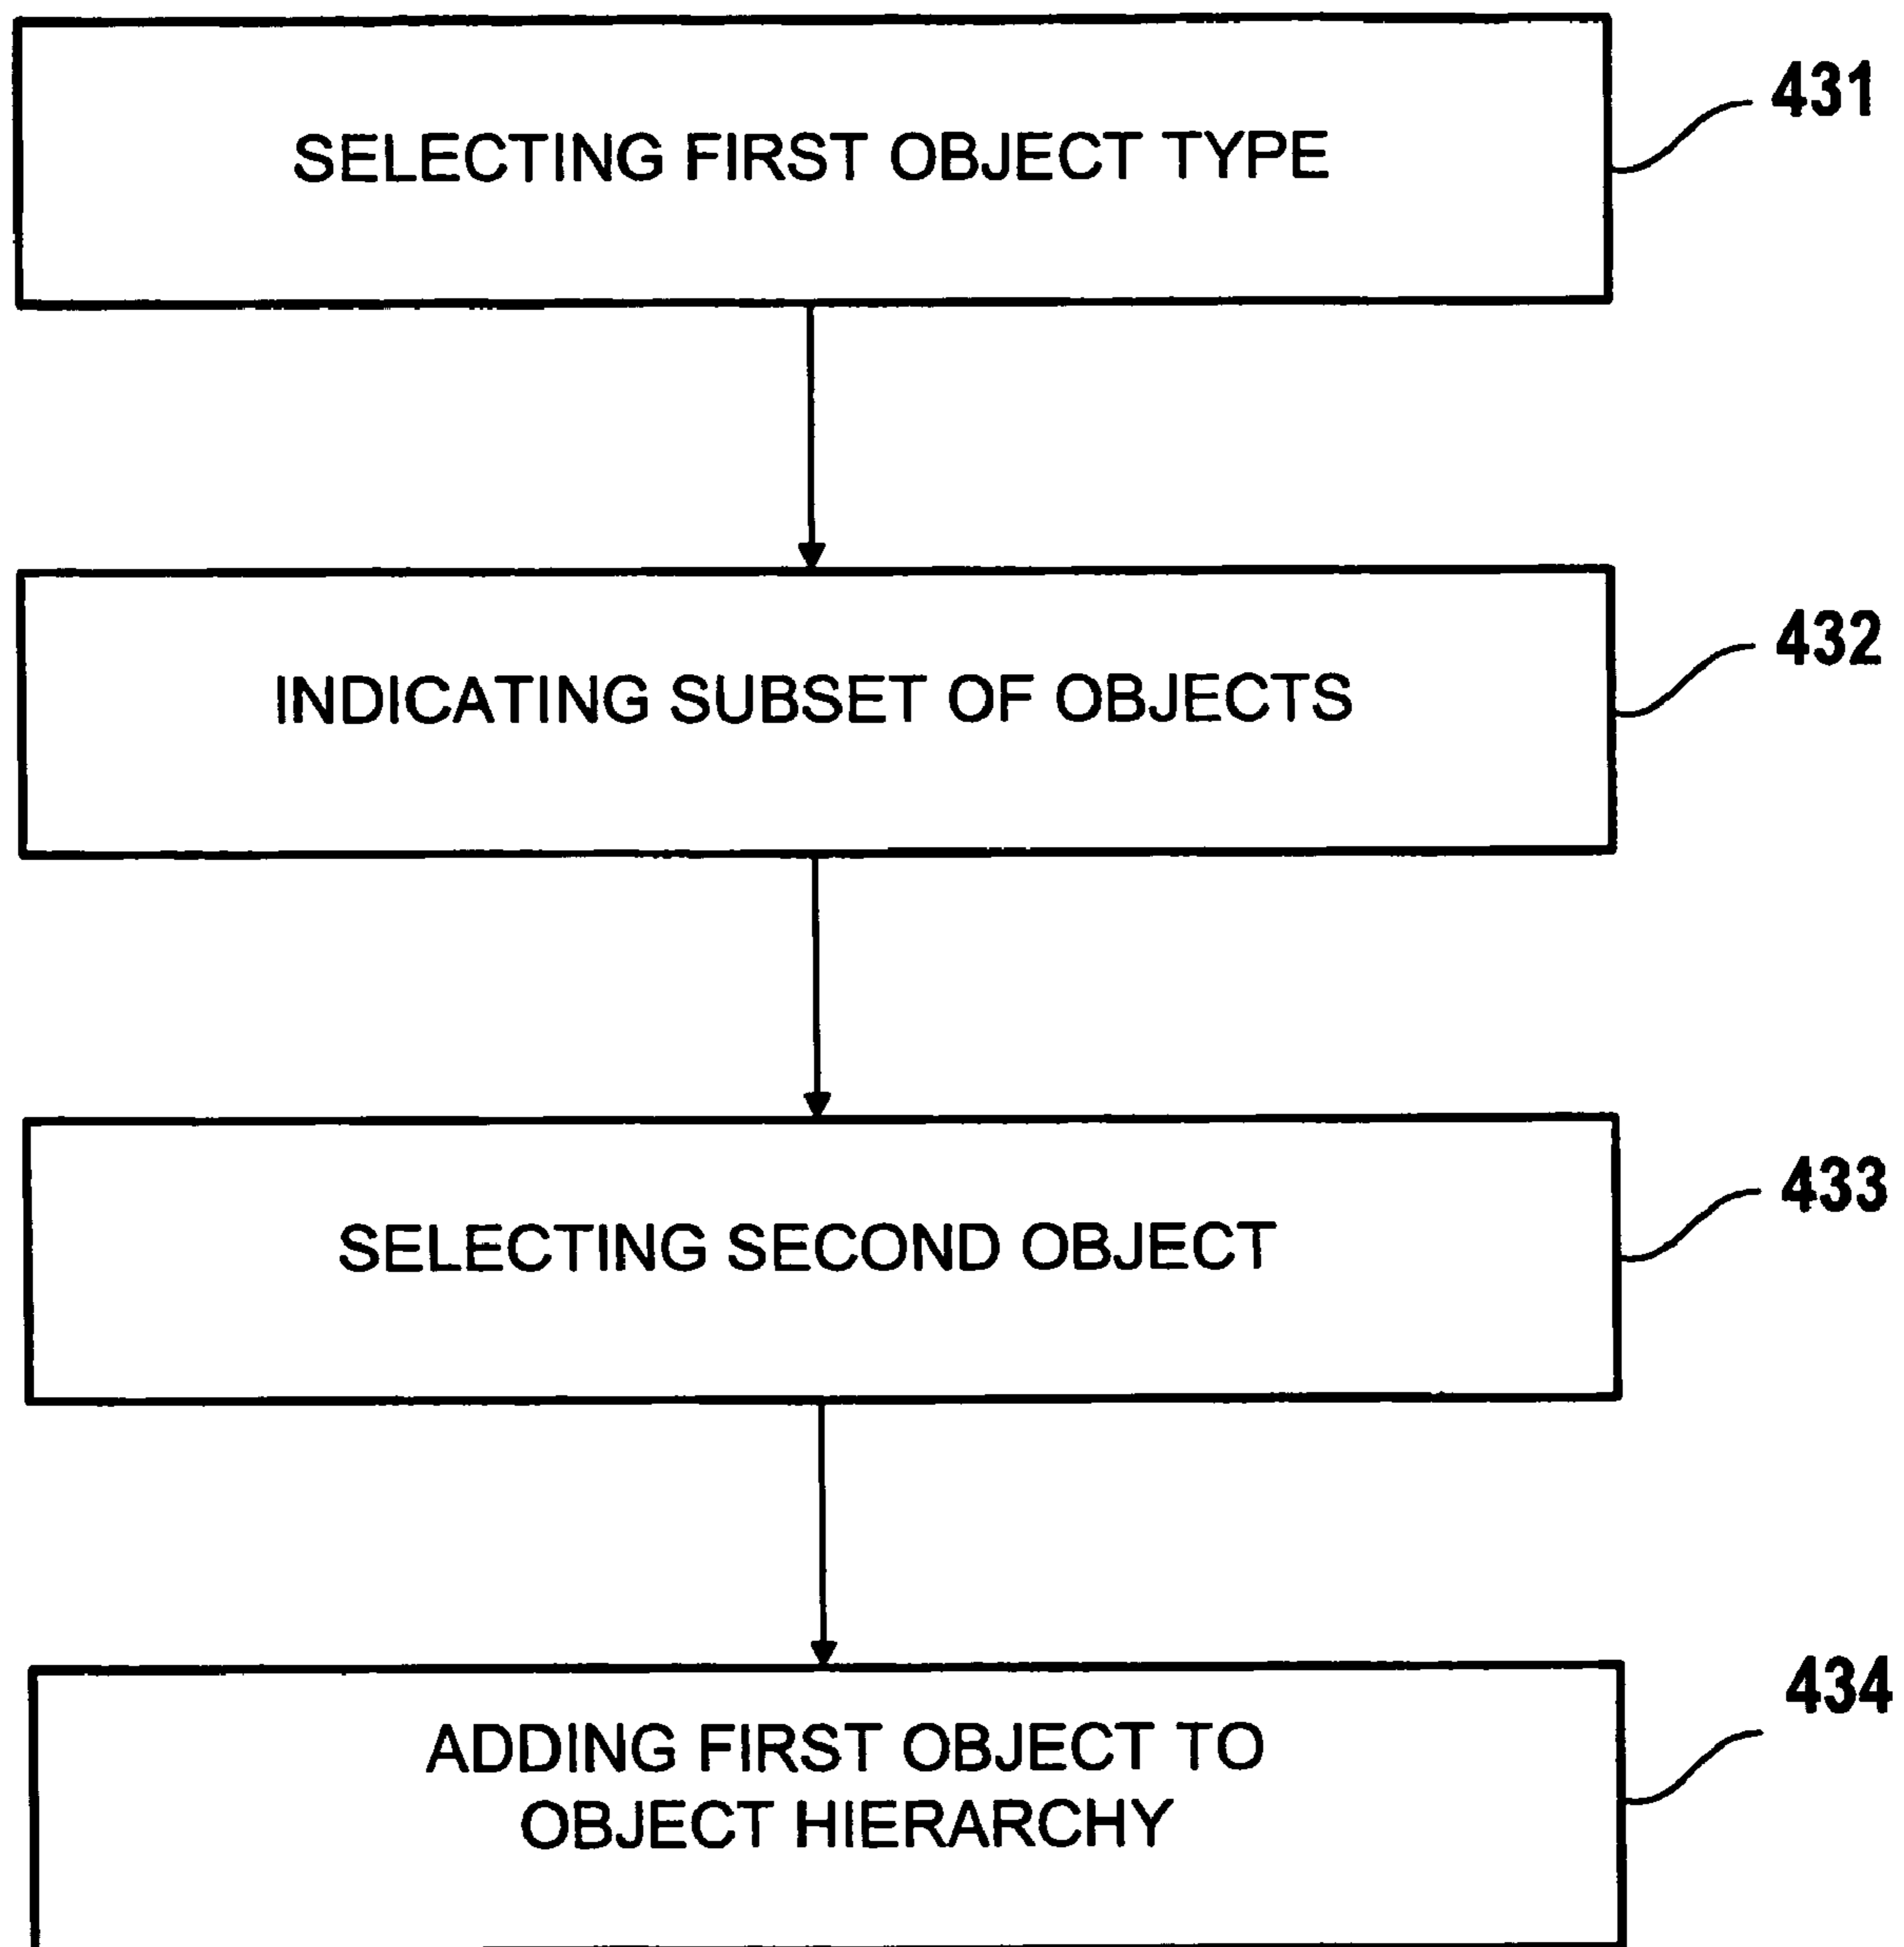 SELECTING FIRST OBJECT TYPE
431
INDICATING SUBSET OF OBJECTS
432
SELECTING SECOND OBJECT
433
ADDING FIRST OBJECT TO
OBJECT HIERARCHY
434